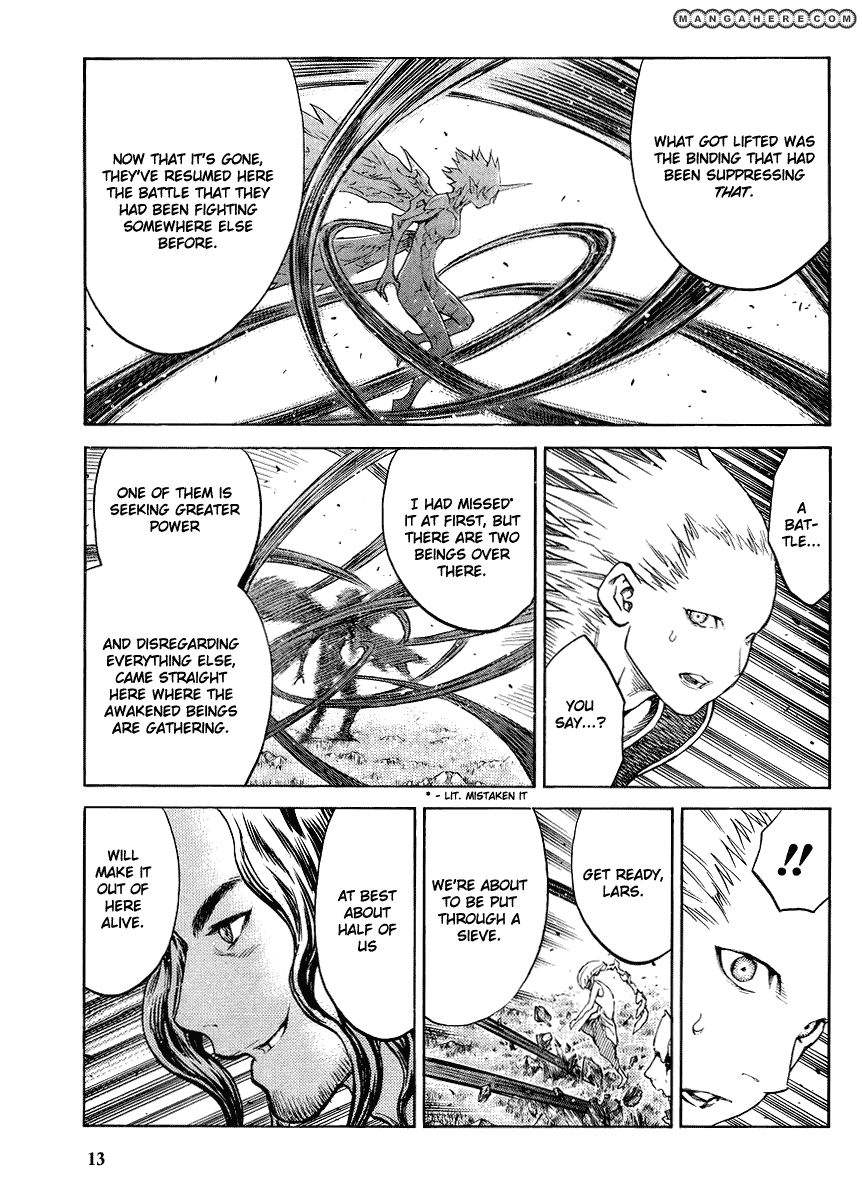 MANGAHERE.COM
WHAT GOT LIFTED WAS
THE BINDING THAT HAD
BEEN SUPPRESSING
THAT.
NOW THAT IT'S GONE,
THEY'VE RESUMED HERE
THE BATTLE THAT THEY
HAD BEEN FIGHTING
SOMEWHERE ELSE
BEFORE.
A
BAT-
TLE...
YOU
SAY...?
I HAD MISSED*
IT AT FIRST, BUT
THERE ARE TWO
BEINGS OVER
THERE.
ONE OF THEM IS
SEEKING GREATER
POWER
AND DISREGARDING
EVERYTHING ELSE,
CAME STRAIGHT
HERE WHERE THE
AWAKENED BEINGS
ARE GATHERING.
* - LIT. MISTAKEN IT
!!
GET READY,
LARS.
WE'RE ABOUT
TO BE PUT
THROUGH A
SIEVE.
AT BEST
ABOUT
HALF OF
US
WILL
MAKE IT
OUT OF
HERE
ALIVE.
13